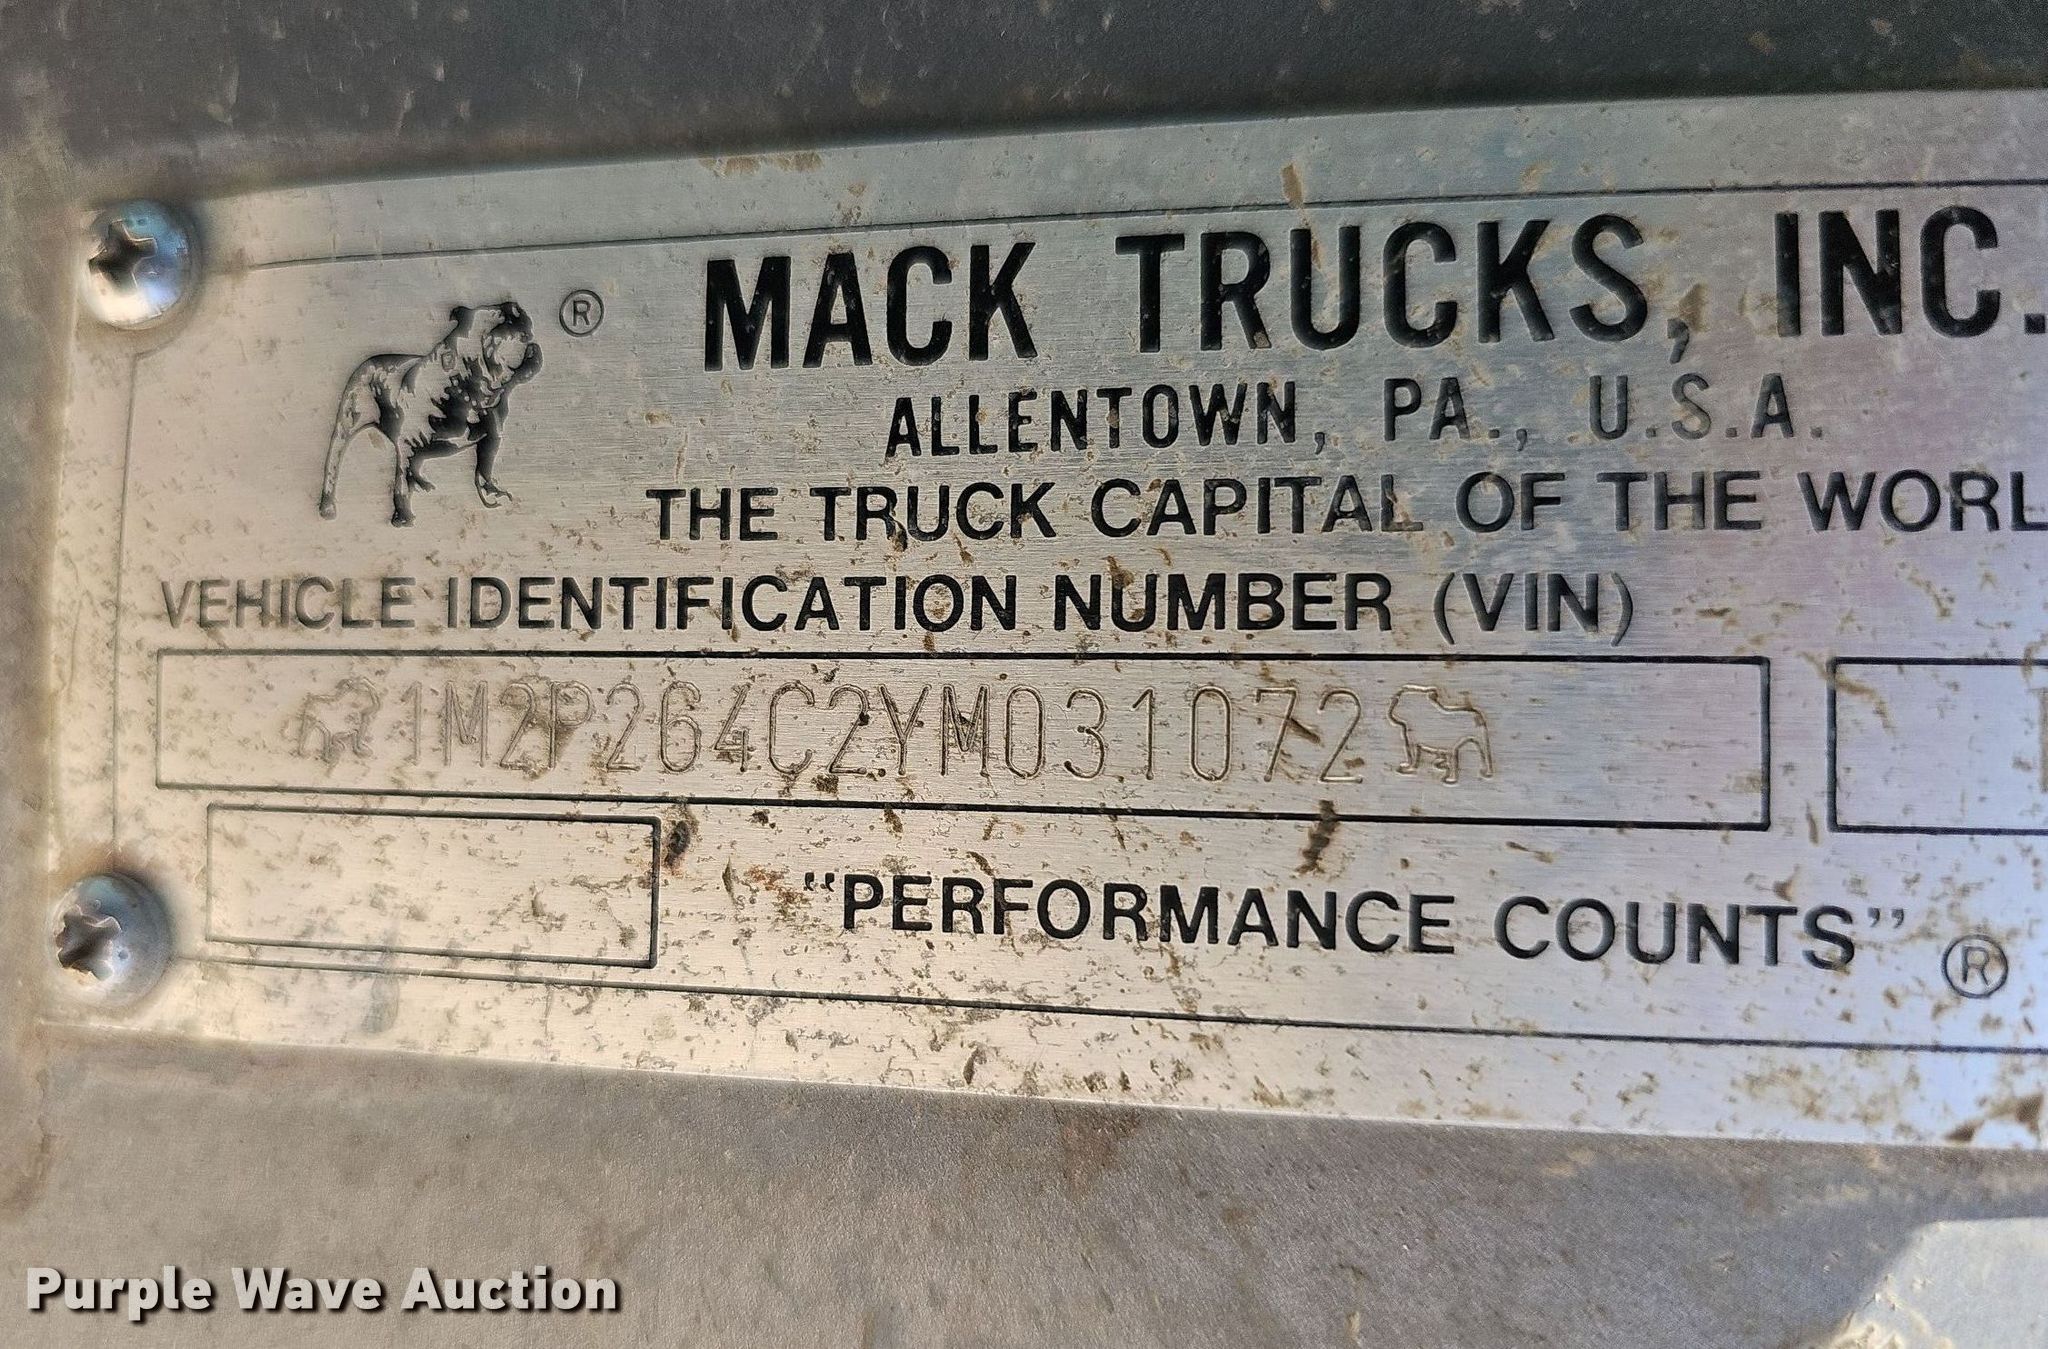 ®
MACK TRUCKS, INC.
ALLENTOWN, PA., U.S.A.
THE TRUCK CAPITAL OF THE WORL
VEHICLE IDENTIFICATION NUMBER (VIN)
1M2P264C2YM031072
"PERFORMANCE COUNTS" ®
Purple Wave Auction